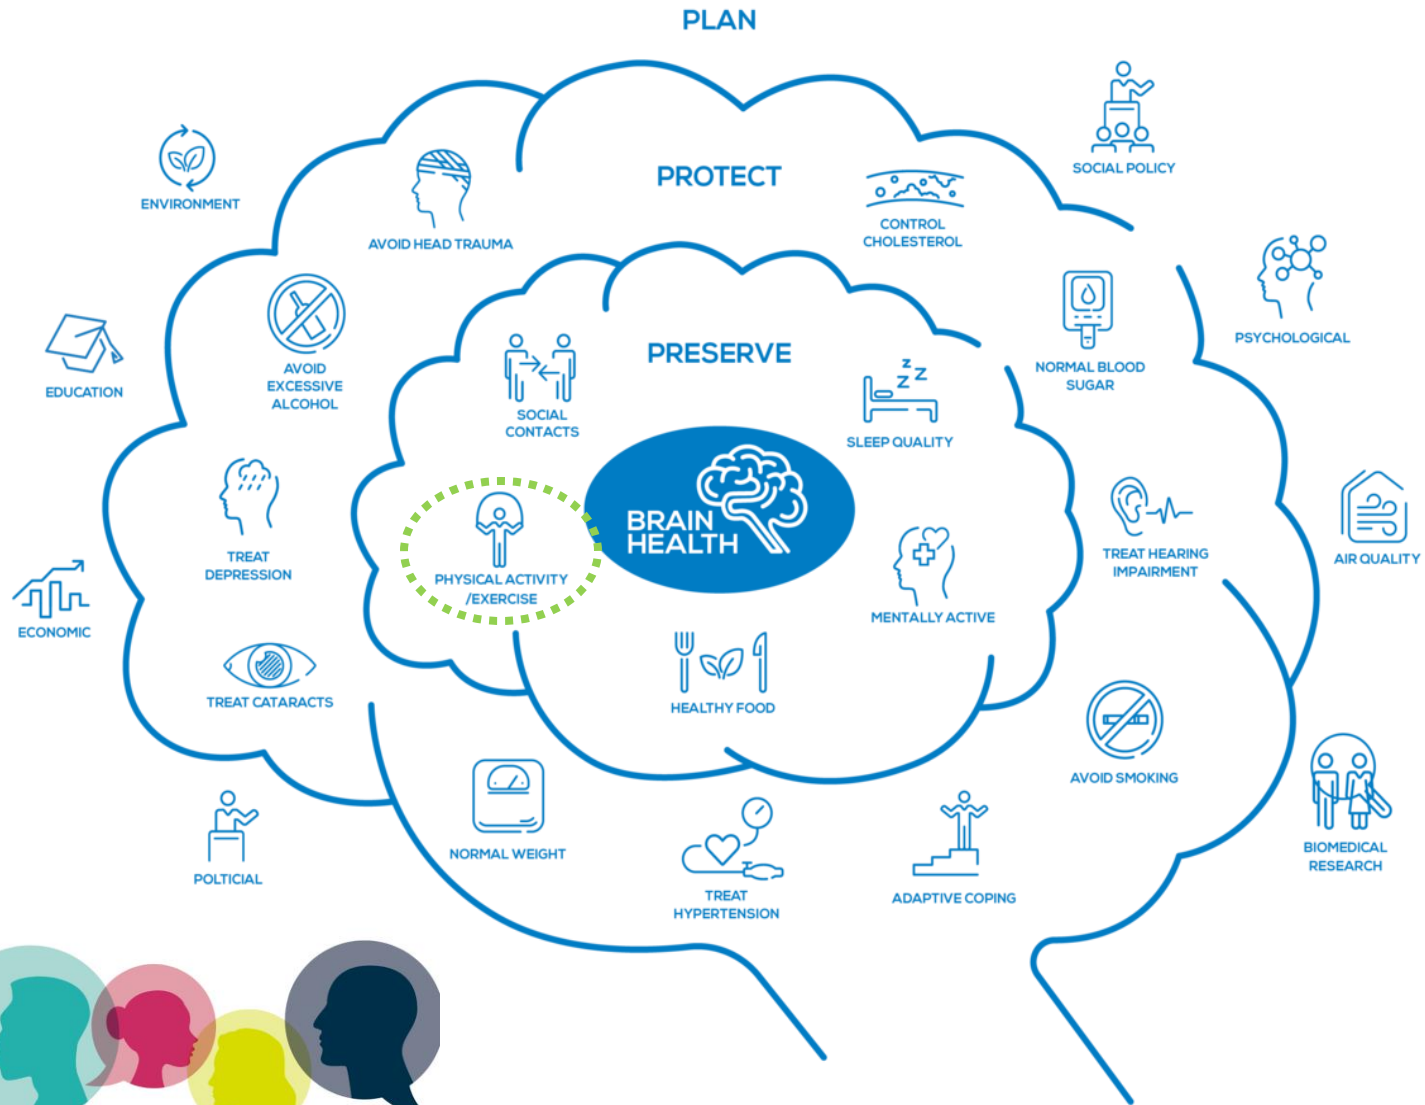 PLAN
SOCIAL POLICY
ENVIRONMENT
PROTECT
AVOID HEAD TRAUMA
CONTROL
CHOLESTEROL
PSYCHOLOGICAL
EDUCATION
AVOID
EXCESSIVE
ALCOHOL
NORMAL BLOOD
SUGAR
PRESERVE
SOCIAL
CONTACTS
z
Z
Z
SLEEP QUALITY
BRAIN
HEALTH
TREAT
DEPRESSION
PHYSICAL ACTIVITY
/EXERCISE
MENTALLY ACTIVE
TREAT HEARING
IMPAIRMENT
AIR QUALITY
ECONOMIC
TREAT CATARACTS
HEALTHY FOOD
AVOID SMOKING
POLTICIAL
NORMAL WEIGHT
TREAT
HYPERTENSION
ADAPTIVE COPING
BIOMEDICAL
RESEARCH